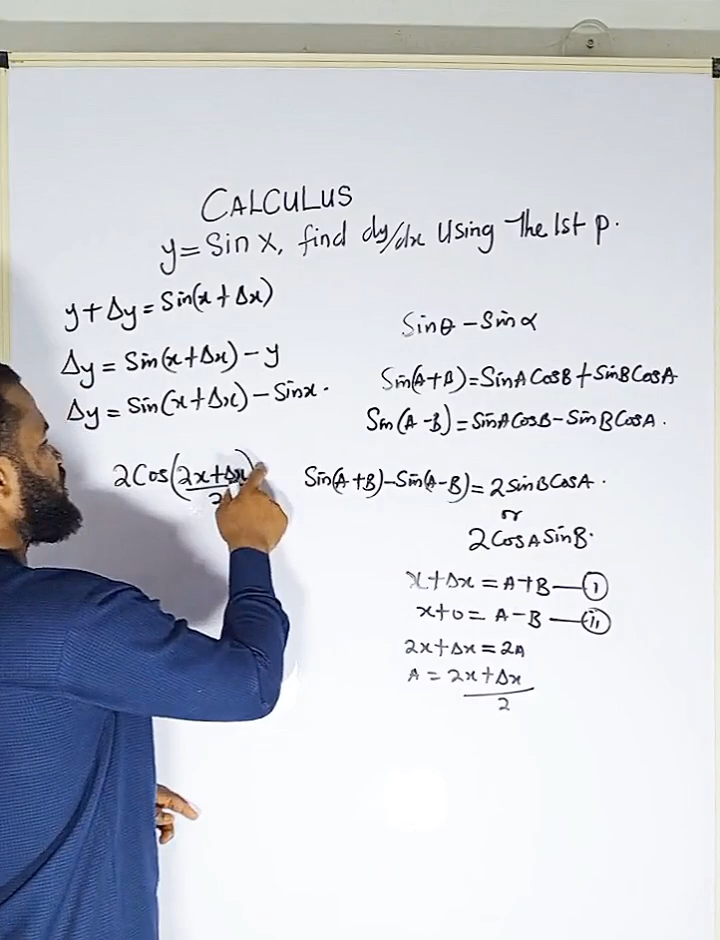 CALCULUS
y = Sin x, find dy/dx Using The 1st p.
y + Δy = Sin(x + Δx)
Δy = Sin(x + Δx) - y
Δy = Sin(x + Δx) - Sinx.
2Cos(2x+Δx)
2
Sinθ - Sinα
Sin(A+B) = SinA CosB + SinB CosA
Sin(A-B) = SinA CosB - SinB CosA.
Sin(A+B) - Sin(A-B) = 2SinB CosA.
or
2CosA SinB.
x + Δx = A+B — (i)
x + 0 = A - B — (ii)
2x + Δx = 2A
A = 2x + Δx
2